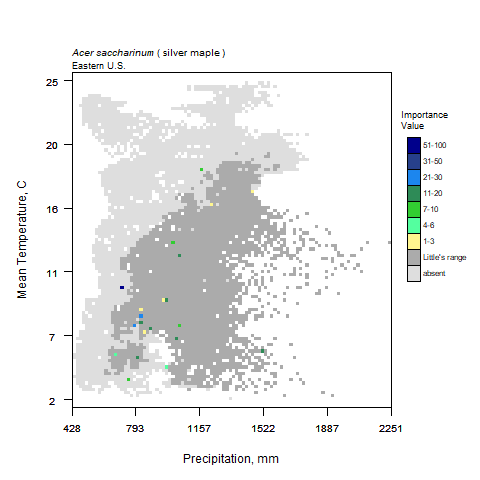 Acer saccharinum ( silver maple )
Eastern U.S.
Importance
Value
51-100
31-50
21-30
11-20
7-10
4-6
1-3
Little's range
absent
25
20
16
11
7
2
Mean Temperature, C
428 793 1157 1522 1887 2251
Precipitation, mm